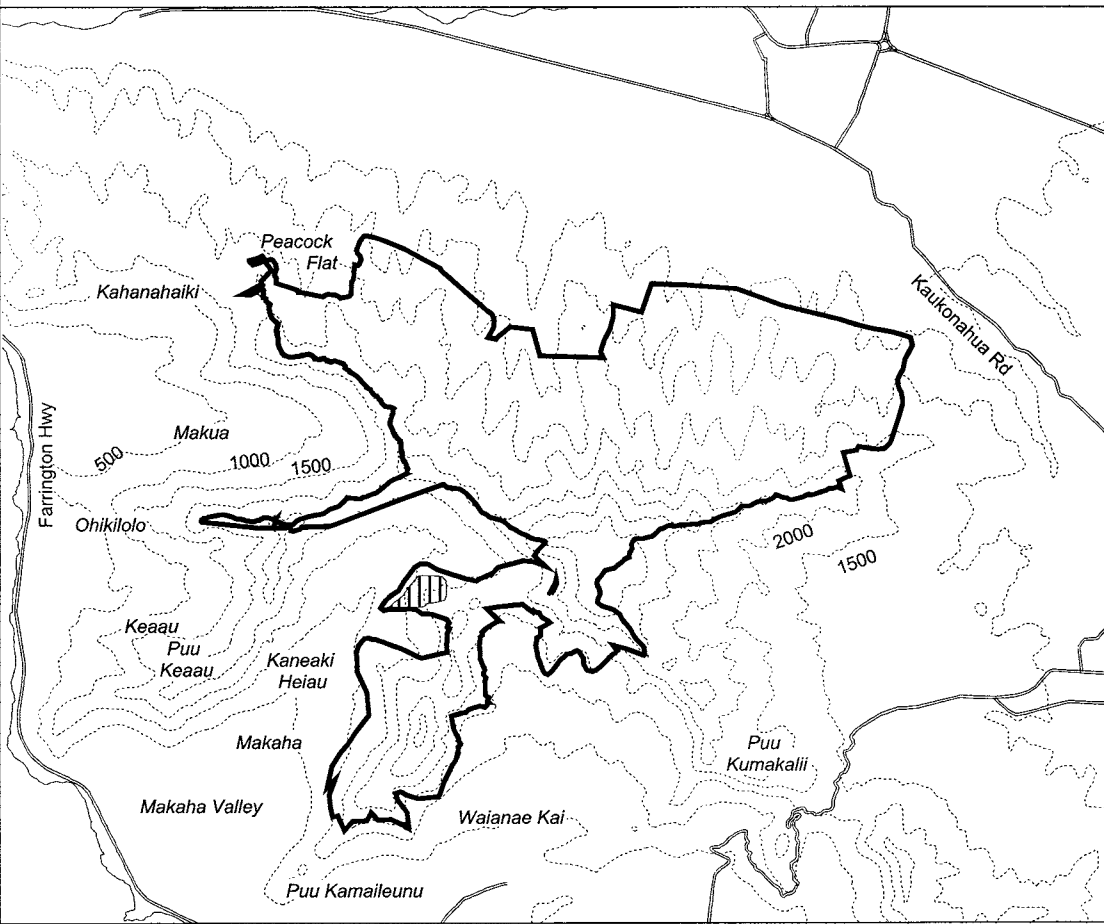 Peacock
Flat
Kahanahaiki
Kaukonahua Rd
Farrington Hwy
Makua
500
1000
1500
Ohikilolo
2000
1500
Keaau
Puu
Keaau
Kaneaki
Heiau
Makaha
Puu
Kumakalii
Makaha Valley
Waianae Kai
Puu Kamaileunu